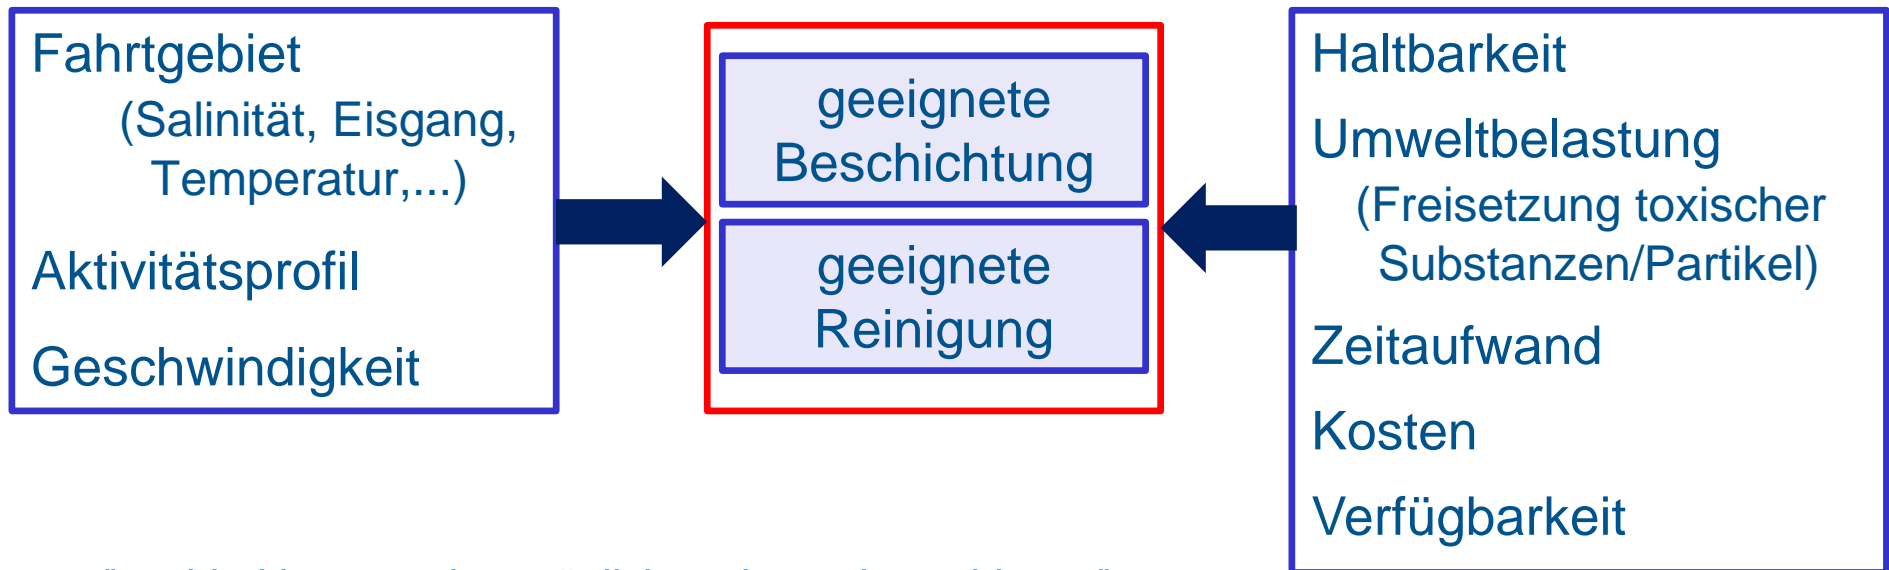 Fahrtgebiet
(Salinität, Eisgang,
Temperatur,...)
Aktivitätsprofil
Geschwindigkeit
geeignete
Beschichtung
geeignete
Reinigung
Haltbarkeit
Umweltbelastung
(Freisetzung toxischer
Substanzen/Partikel)
Zeitaufwand
Kosten
Verfügbarkeit